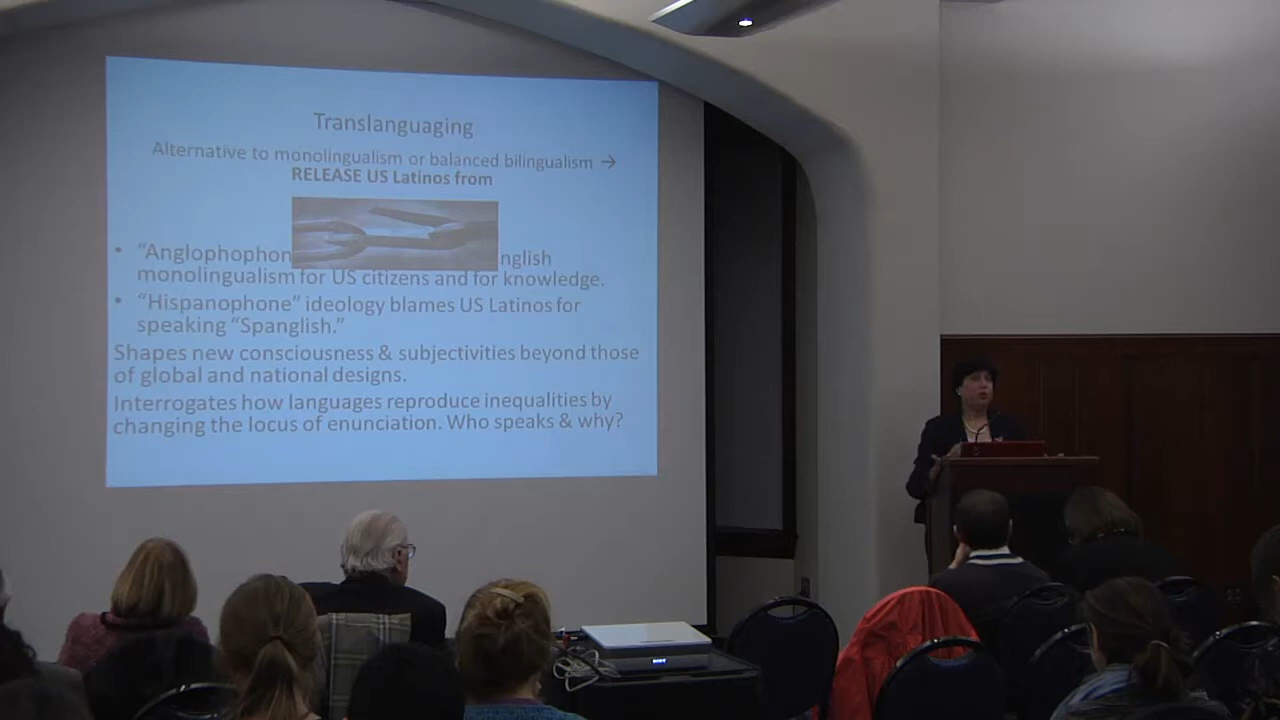 Translanguaging
Alternative to monolingualism or balanced bilingualism →
RELEASE US Latinos from
• “Anglophophon nglish
monolingualism for US citizens and for knowledge.
• “Hispanophone” ideology blames US Latinos for
speaking “Spanglish.”
Shapes new consciousness & subjectivities beyond those
of global and national designs.
Interrogates how languages reproduce inequalities by
changing the locus of enunciation. Who speaks & why?
SONY